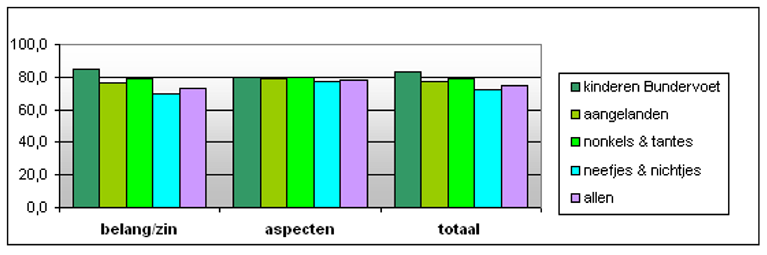 100,0
80,0
60,0
40,0
20,0
0,0
belang/zin
aspecten
totaal
kinderen Bundervoet
aangelanden
nonkels & tantes
neefjes & nichtjes
allen